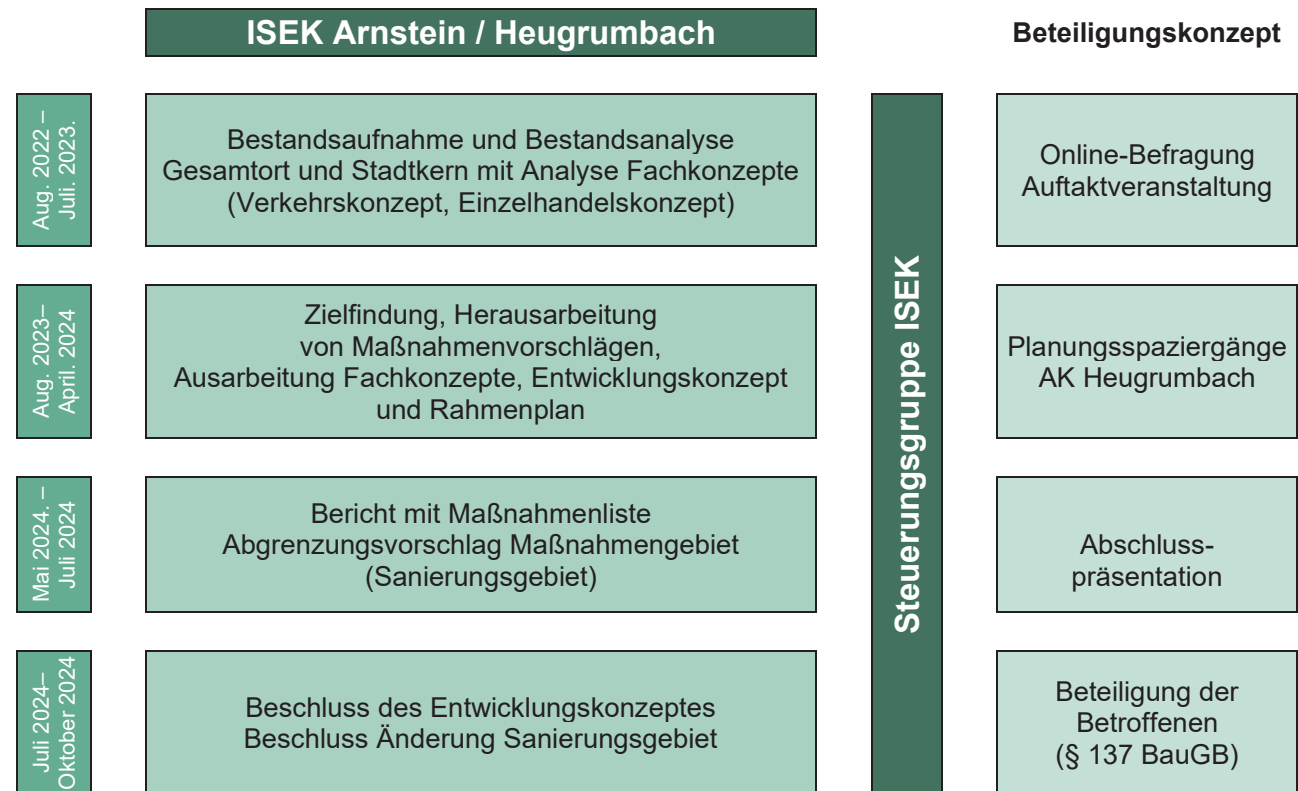 ISEK Arnstein / Heugrumbach
Beteiligungskonzept
Aug. 2022 –
Juli. 2023.
Bestandsaufnahme und Bestandsanalyse
Gesamtort und Stadtkern mit Analyse Fachkonzepte
(Verkehrskonzept, Einzelhandelskonzept)
Online-Befragung
Auftaktveranstaltung
Aug. 2023–
April. 2024
Zielfindung, Herausarbeitung
von Maßnahmenvorschlägen,
Ausarbeitung Fachkonzepte, Entwicklungskonzept
und Rahmenplan
Steuerungsgruppe ISEK
Planungsspaziergänge
AK Heugrumbach
Mai 2024. –
Juli 2024
Bericht mit Maßnahmenliste
Abgrenzungsvorschlag Maßnahmengebiet
(Sanierungsgebiet)
Abschluss-
präsentation
Juli 2024–
Oktober 2024
Beschluss des Entwicklungskonzeptes
Beschluss Änderung Sanierungsgebiet
Beteiligung der
Betroffenen
(§ 137 BauGB)